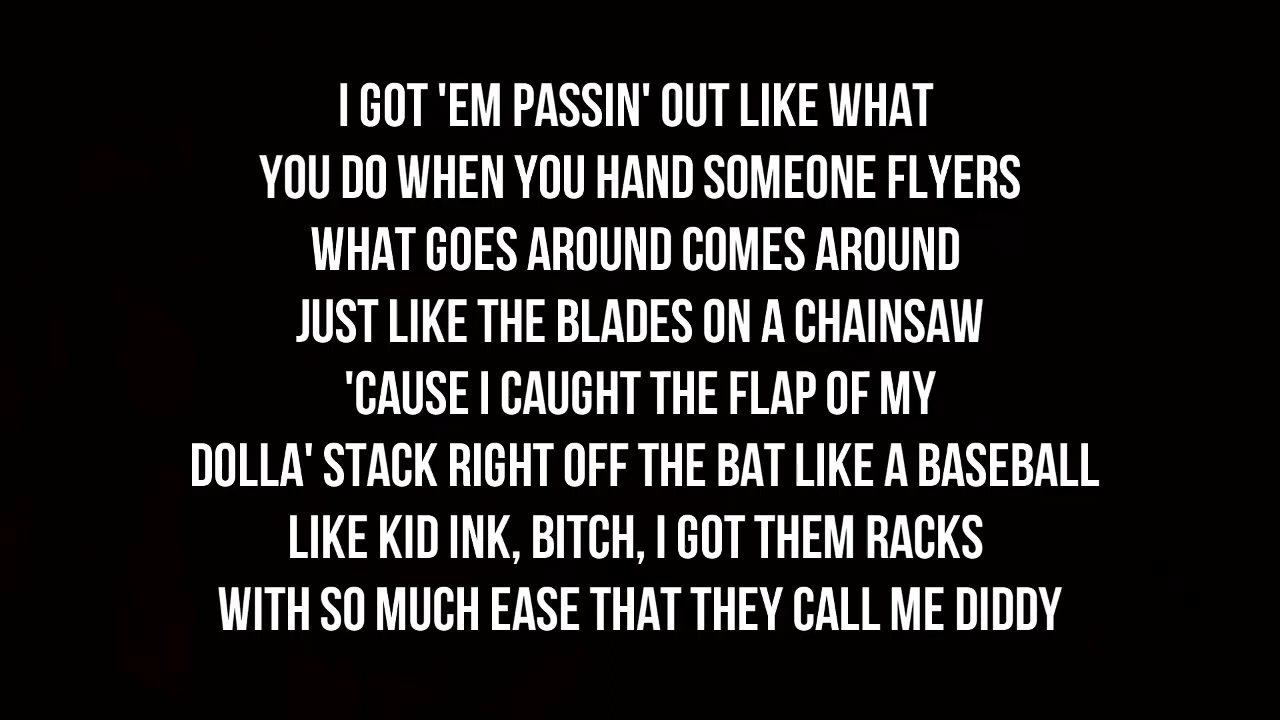 I GOT 'EM PASSIN' OUT LIKE WHAT
YOU DO WHEN YOU HAND SOMEONE FLYERS
WHAT GOES AROUND COMES AROUND
JUST LIKE THE BLADES ON A CHAINSAW
'CAUSE I CAUGHT THE FLAP OF MY
DOLLA' STACK RIGHT OFF THE BAT LIKE A BASEBALL
LIKE KID INK, BITCH, I GOT THEM RACKS
WITH SO MUCH EASE THAT THEY CALL ME DIDDY